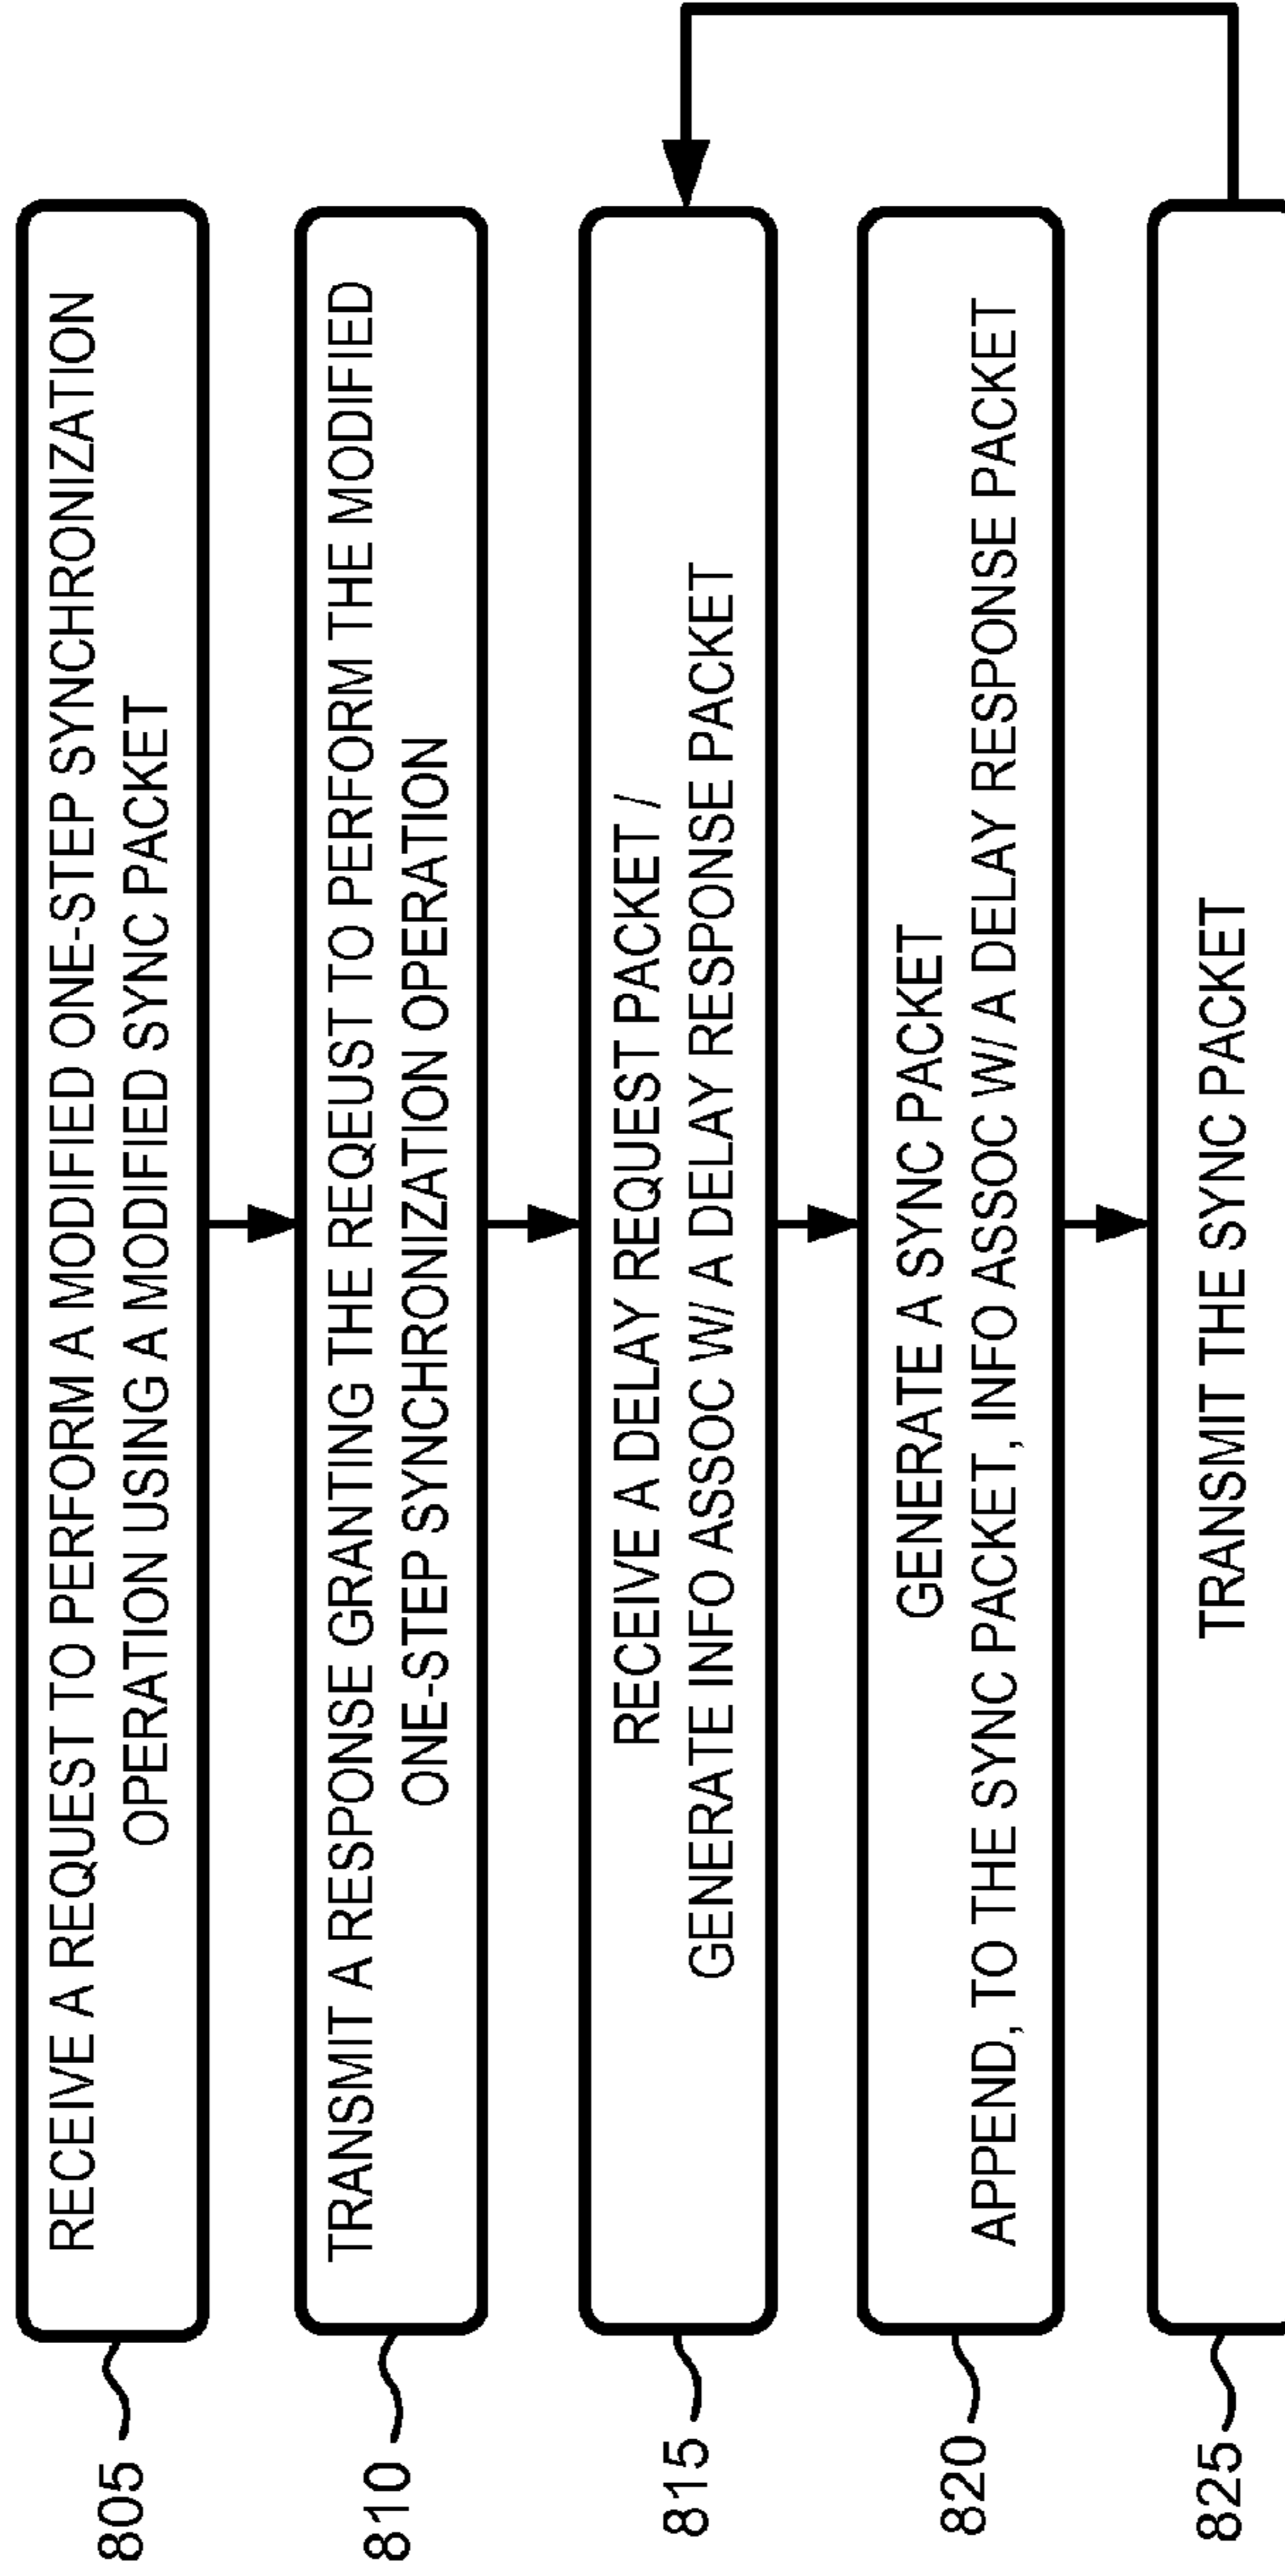 805
RECEIVE A REQUEST TO PERFORM A MODIFIED ONE-STEP SYNCHRONIZATION
OPERATION USING A MODIFIED SYNC PACKET
810
TRANSMIT A RESPONSE GRANTING THE REQEUST TO PERFORM THE MODIFIED
ONE-STEP SYNCHRONIZATION OPERATION
815
RECEIVE A DELAY REQUEST PACKET /
GENERATE INFO ASSOC W/ A DELAY RESPONSE PACKET
820
GENERATE A SYNC PACKET
APPEND, TO THE SYNC PACKET, INFO ASSOC W/ A DELAY RESPONSE PACKET
825
TRANSMIT THE SYNC PACKET